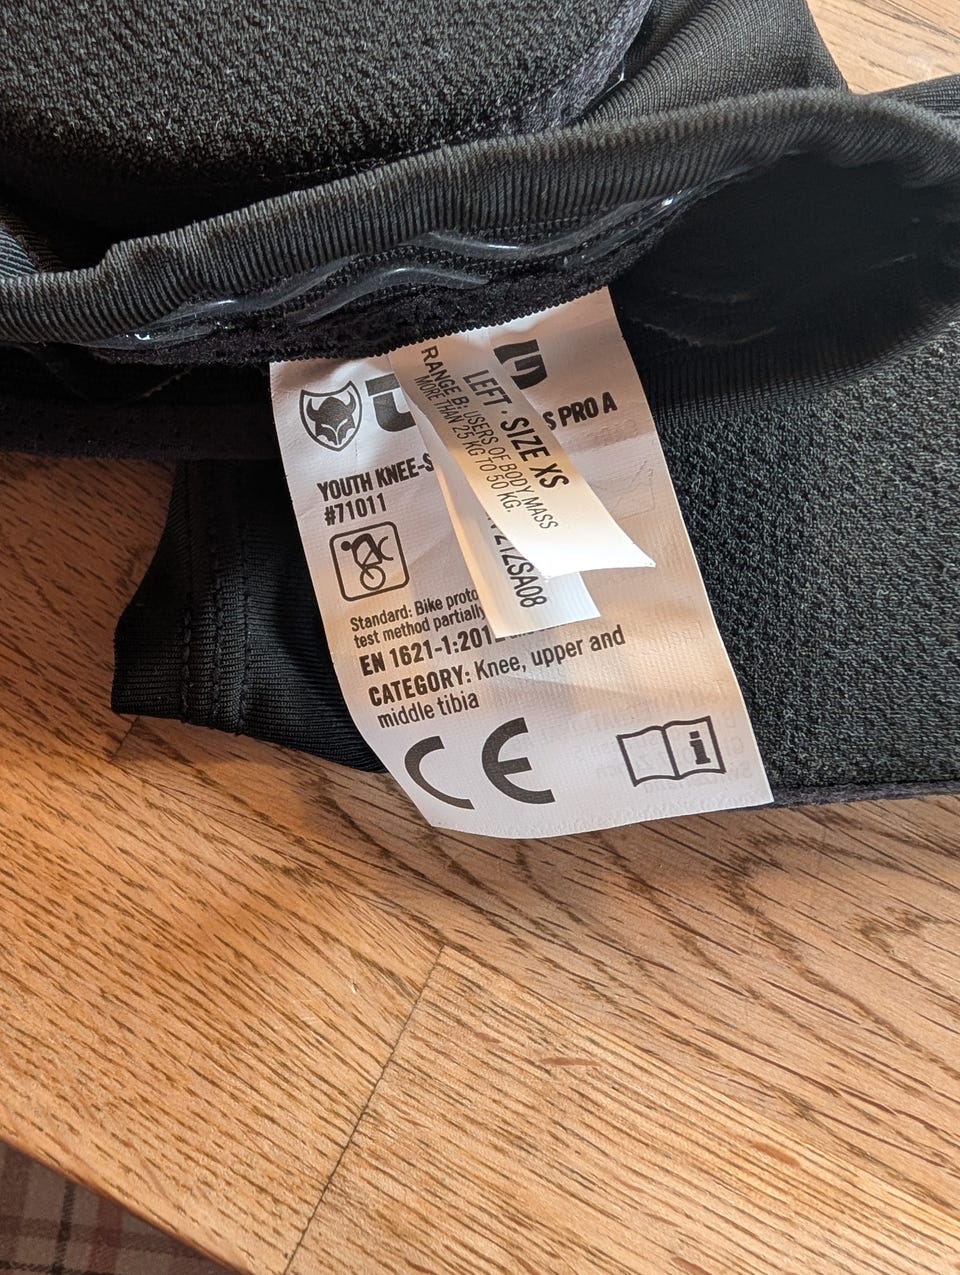 LEFT · SIZE XS
RANGE B: USERS OF BODY MASS
MORE THAN 25 KG TO 50 KG.
S PRO A
YOUTH KNEE-S
#71011
ZSA08
Standard: Bike proto
test method partially
EN 1621-1:201
CATEGORY: Knee, upper and
middle tibia
CE
i